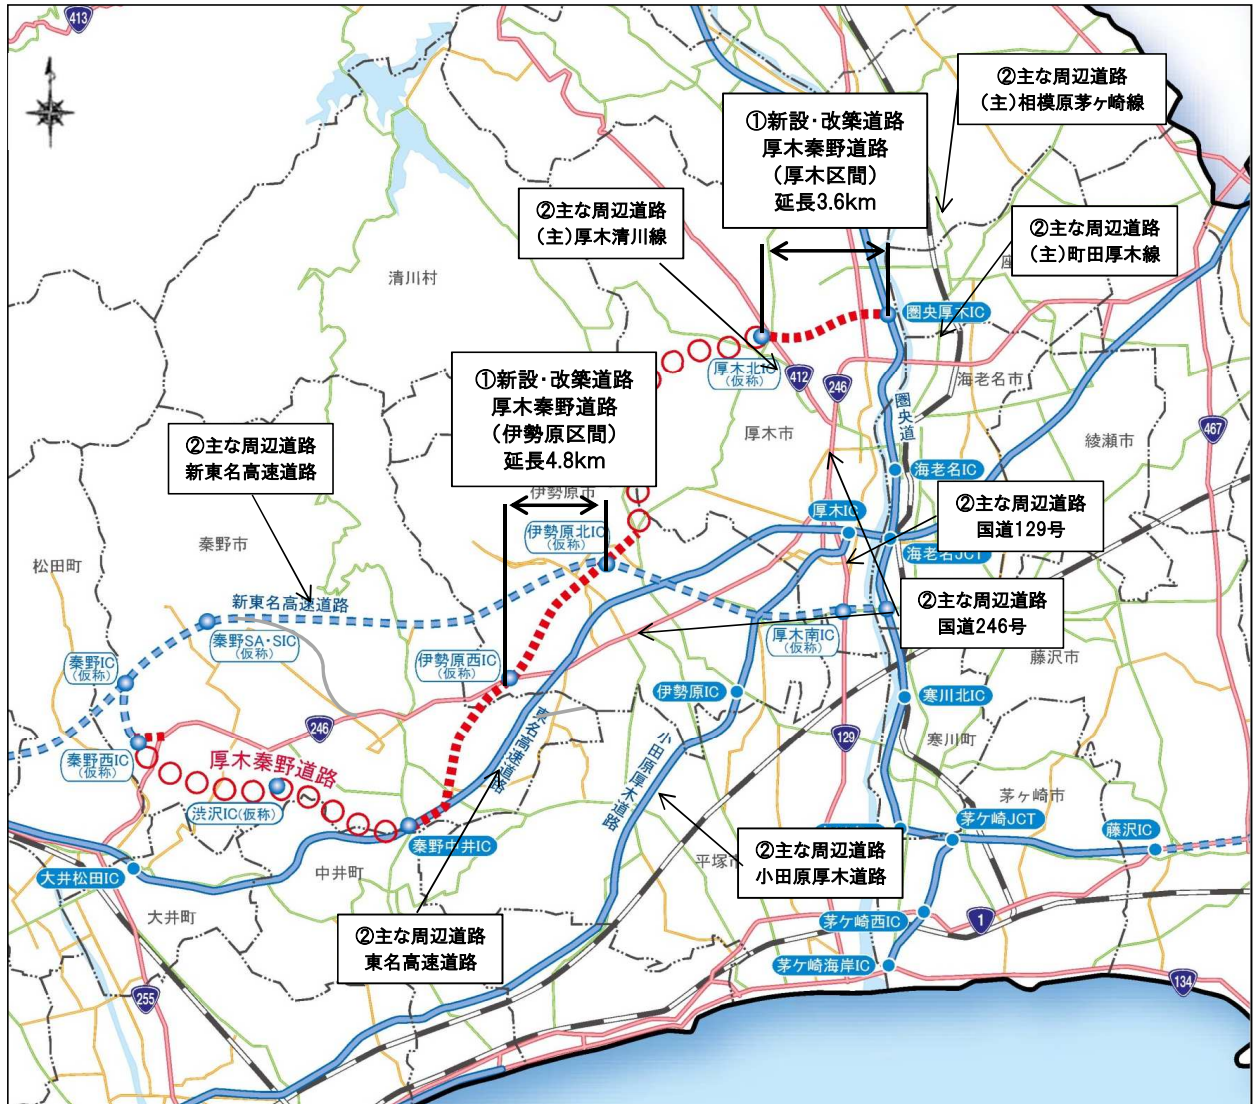 413
②主な周辺道路
(主)相模原茅ヶ崎線
①新設・改築道路
厚木秦野道路
(厚木区間)
延長3.6km
②主な周辺道路
(主)厚木清川線
②主な周辺道路
(主)町田厚木線
座
清川村
圏央厚木IC
厚木北IC
(仮称)
412
246
海老名市
①新設・改築道路
厚木秦野道路
(伊勢原区間)
延長4.8km
圏央道
467
厚木市
綾瀬市
②主な周辺道路
新東名高速道路
海老名IC
伊勢原市
②主な周辺道路
国道129号
厚木IC
伊勢原北IC
(仮称)
海老名JCT
秦野市
松田町
新東名高速道路
②主な周辺道路
国道246号
秦野SA・SIC
(仮称)
厚木南IC
(仮称)
藤沢市
秦野IC
(仮称)
伊勢原西IC
(仮称)
伊勢原IC
寒川北IC
246
129
寒川町
東名高速道路
小田原厚木道路
秦野西IC
(仮称)
厚木秦野道路
渋沢IC(仮称)
茅ヶ崎市
茅ケ崎JCT
藤沢IC
秦野中井IC
大井松田IC
中井町
平塚市
②主な周辺道路
小田原厚木道路
大井町
茅ケ崎西IC
1
②主な周辺道路
東名高速道路
茅ケ崎海岸IC
134
255